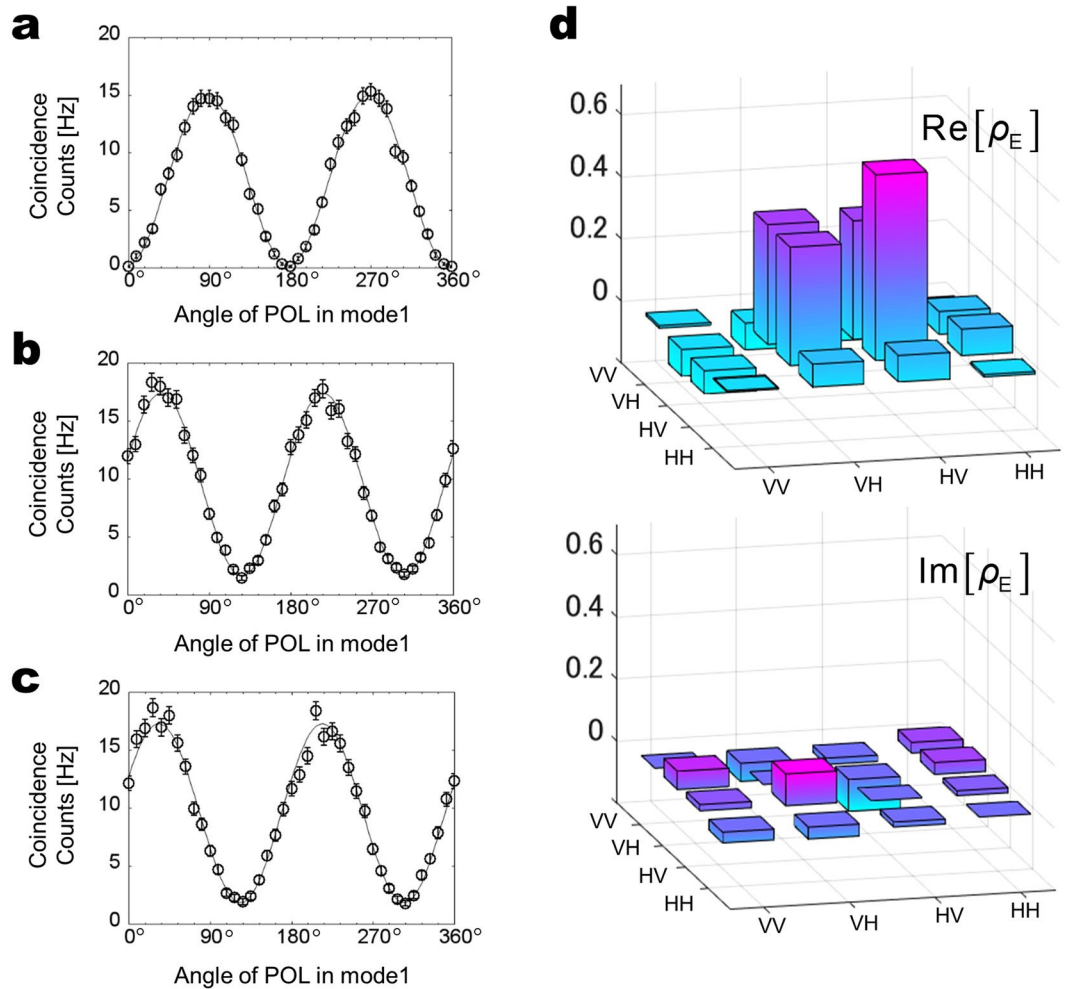 a
20
15
10
5
0
Coincidence
Counts [Hz]
0° 90° 180° 270° 360°
Angle of POL in mode1
b
20
15
10
5
0
Coincidence
Counts [Hz]
0° 90° 180° 270° 360°
Angle of POL in mode1
c
20
15
10
5
0
Coincidence
Counts [Hz]
0° 90° 180° 270° 360°
Angle of POL in mode1
d
Re[ρE]
0.6
0.4
0.2
0
VV
VH
HV
HH
VV VH HV HH
Im[ρE]
0.6
0.4
0.2
0
VV
VH
HV
HH
VV VH HV HH